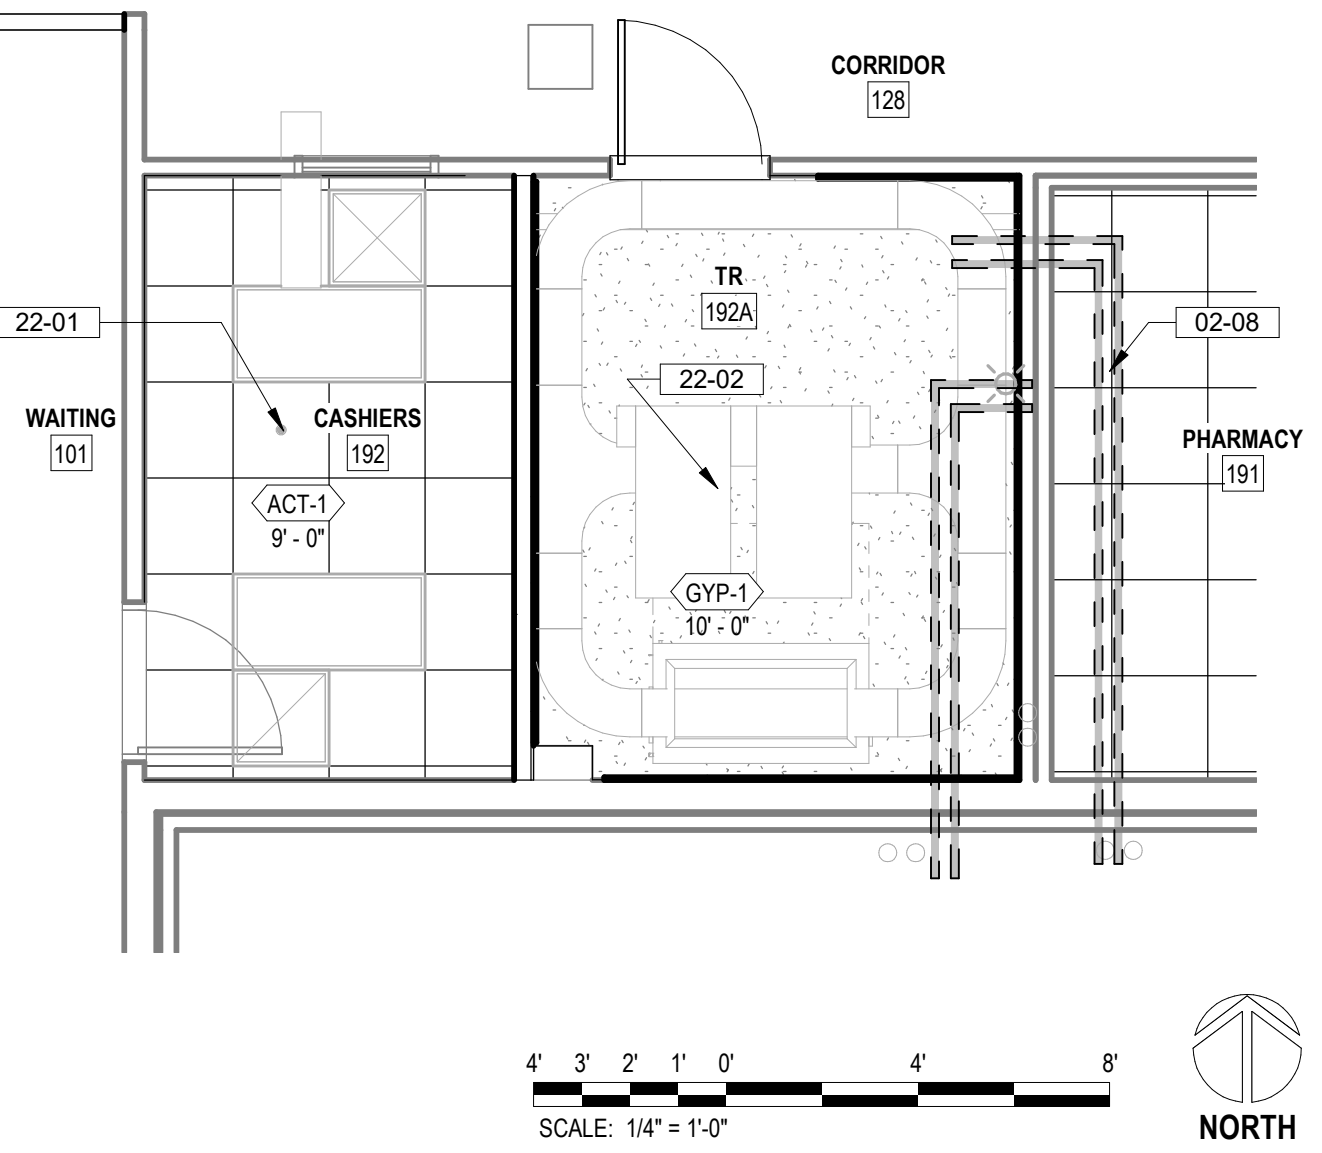 CORRIDOR
128
TR
192A
22-01
02-08
22-02
WAITING
101
CASHIERS
192
PHARMACY
191
ACT-1
9' - 0"
GYP-1
10' - 0"
4' 3' 2' 1' 0' 4' 8'
SCALE: 1/4" = 1'-0"
NORTH